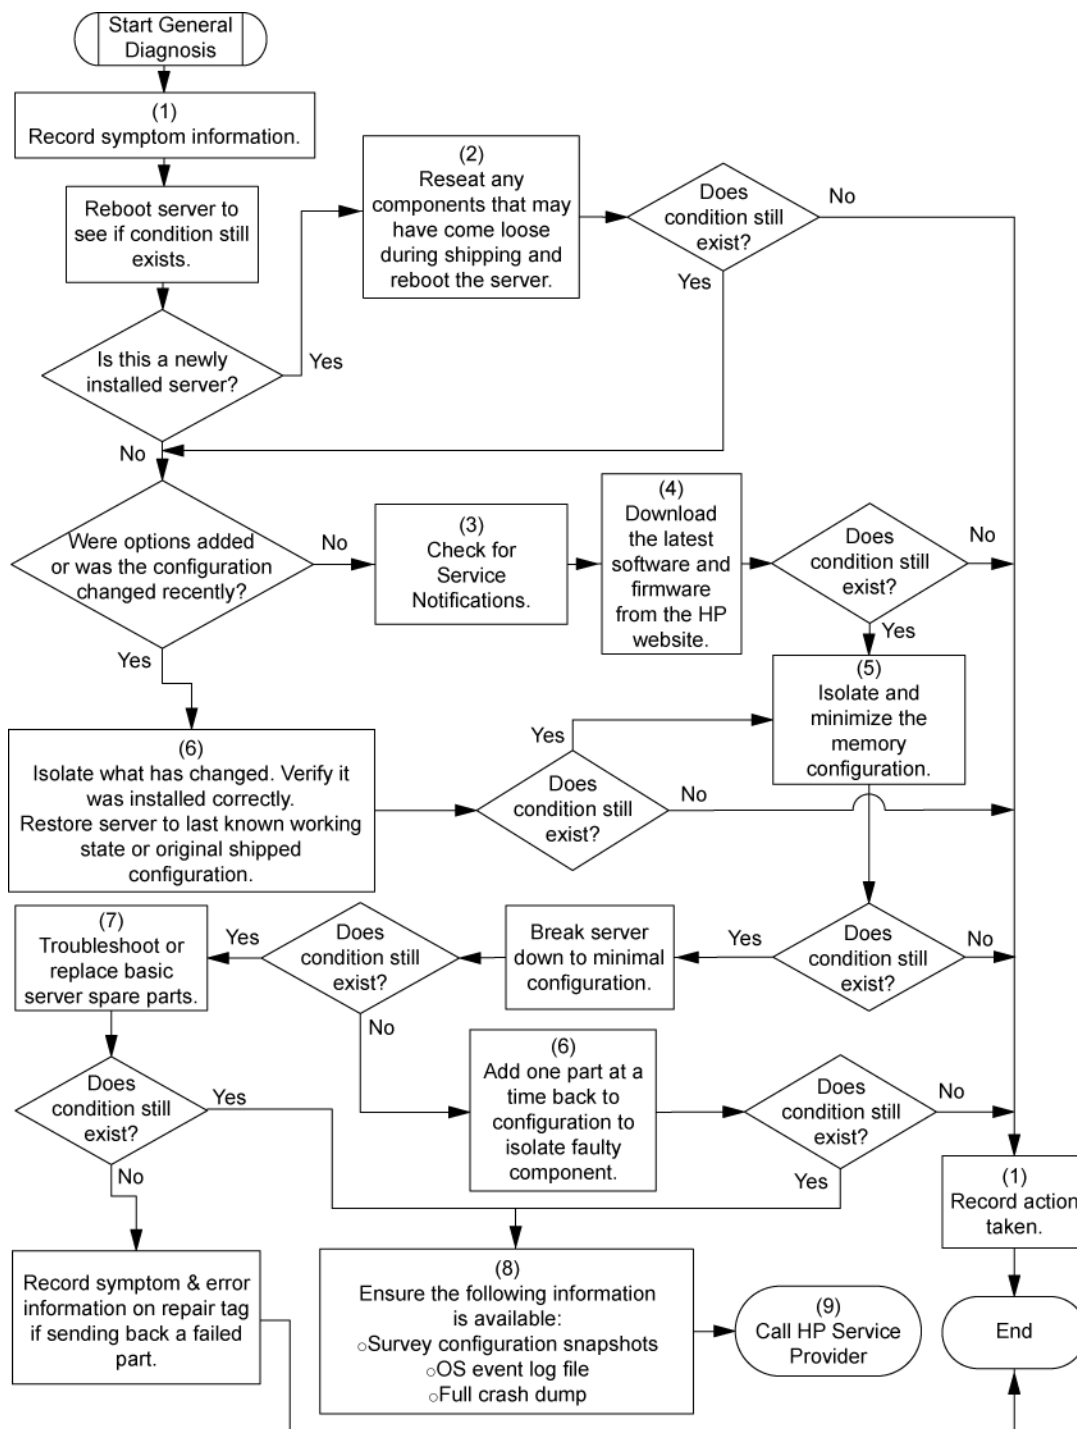 Start General
Diagnosis
(1)
Record symptom information.
Reboot server to
see if condition still
exists.
(2)
Reseat any
components that may
have come loose
during shipping and
reboot the server.
Does
condition still
exist?
No
Yes
Is this a newly
installed server?
Yes
No
Were options added
or was the configuration
changed recently?
No
Yes
(3)
Check for
Service
Notifications.
(4)
Download
the latest
software and
firmware
from the HP
website.
Does
condition still
exist?
No
Yes
(5)
Isolate and
minimize the
memory
configuration.
(6)
Isolate what has changed. Verify it
was installed correctly.
Restore server to last known working
state or original shipped
configuration.
Yes
Does
condition still
exist?
No
(7)
Troubleshoot or
replace basic
server spare parts.
Yes
Does
condition still
exist?
No
Break server
down to minimal
configuration.
Yes
Does
condition still
exist?
No
Does
condition still
exist?
Yes
No
(6)
Add one part at a
time back to
configuration to
isolate faulty
component.
Does
condition still
exist?
No
Yes
(1)
Record action
taken.
Record symptom & error
information on repair tag
if sending back a failed
part.
(8)
Ensure the following information
is available:
○Survey configuration snapshots
○OS event log file
○Full crash dump
(9)
Call HP Service
Provider
End